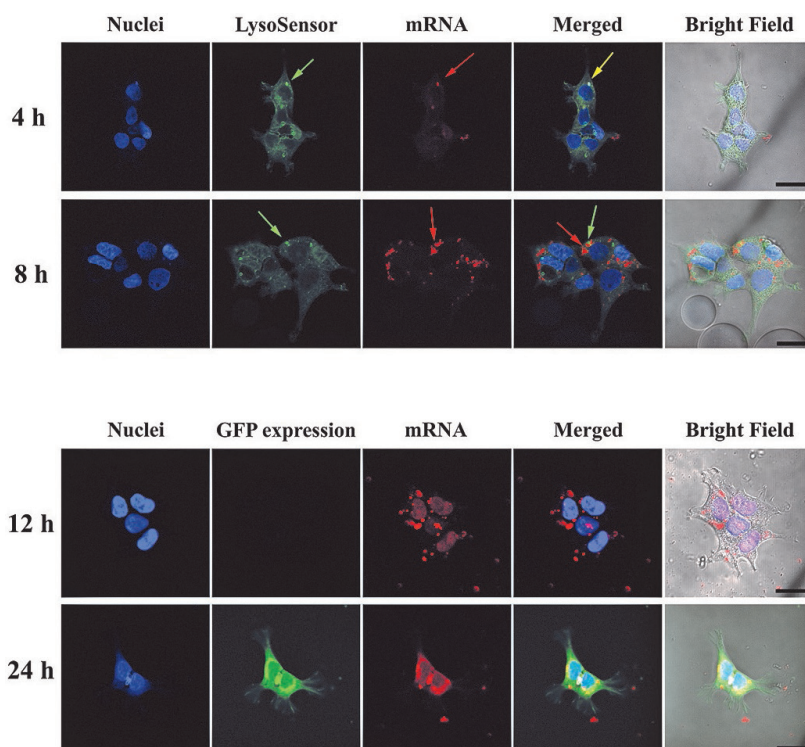 Nuclei LysoSensor mRNA Merged Bright Field
4 h
8 h
Nuclei GFP expression mRNA Merged Bright Field
12 h
24 h